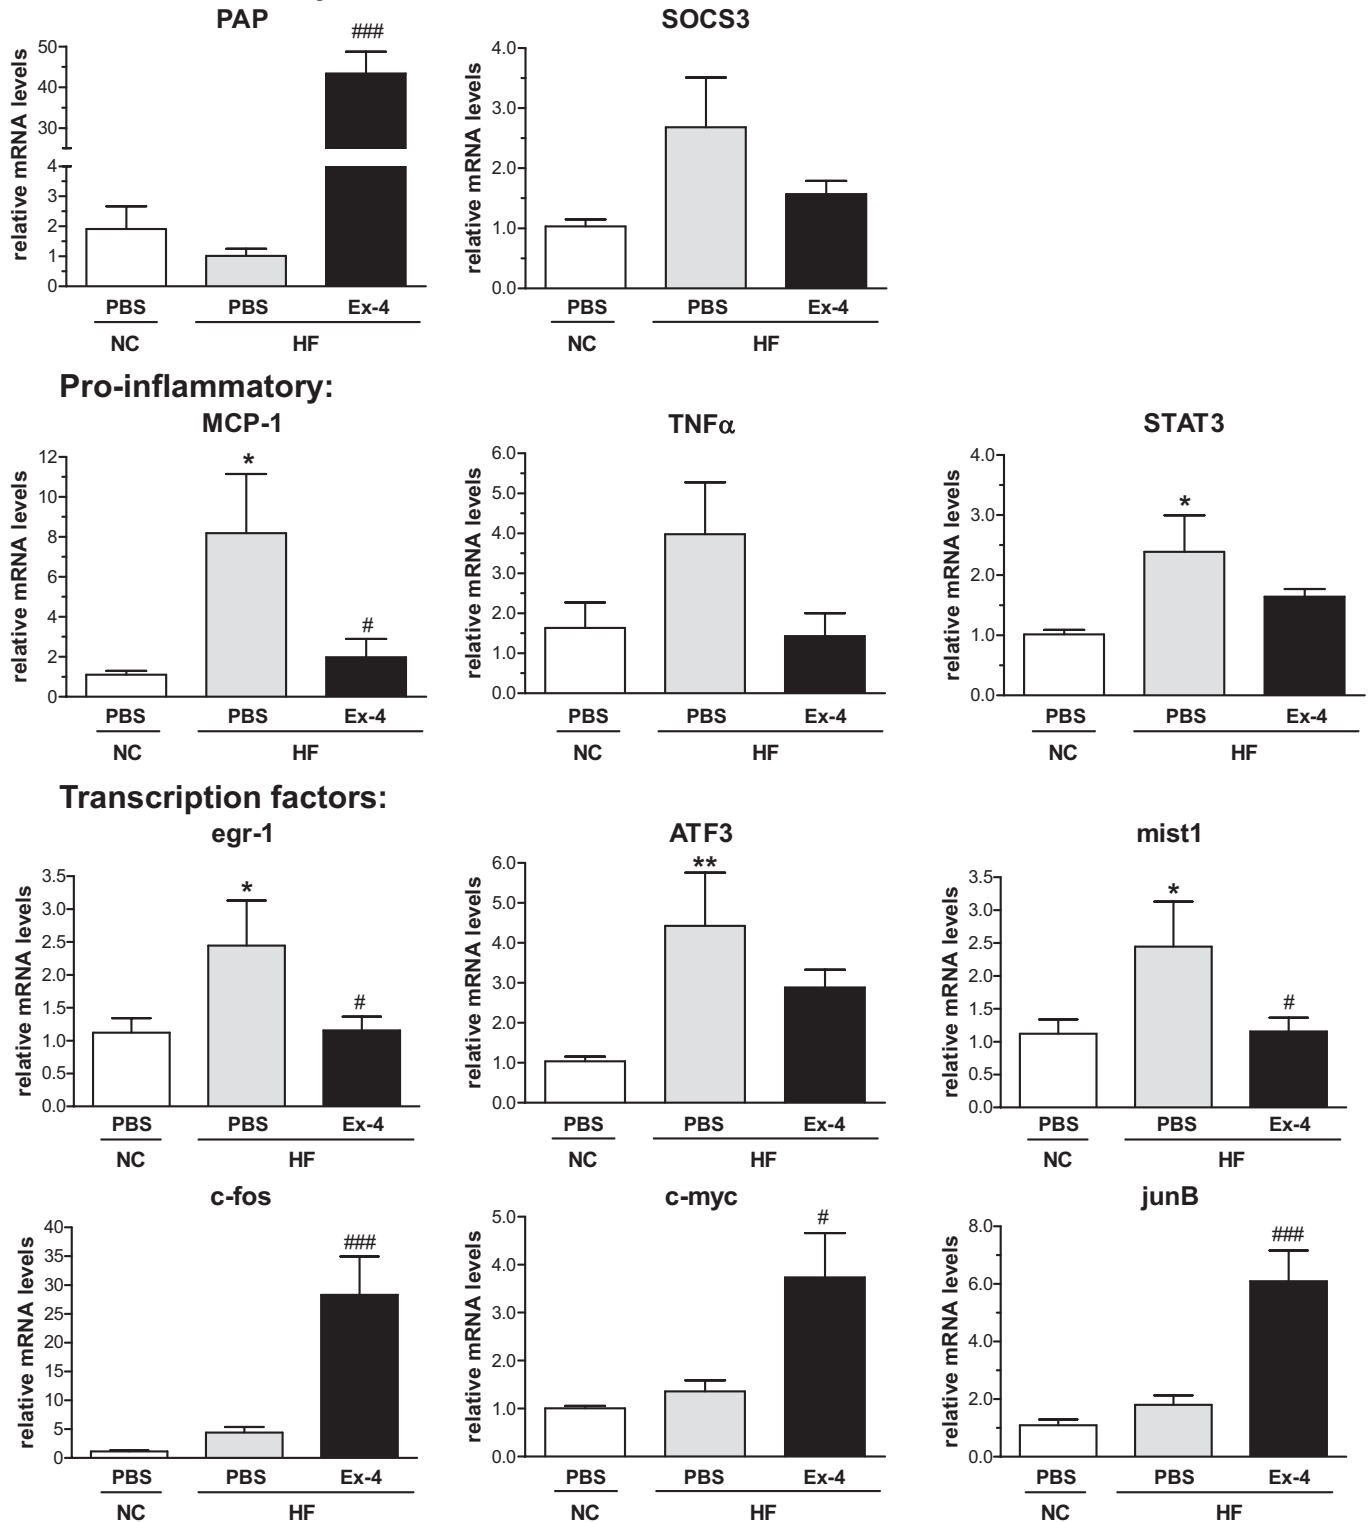 PAP
SOCS3
###
relative mRNA levels
50
40
30
4
3
2
1
0
PBS
PBS
Ex-4
NC
HF
relative mRNA levels
4.0
3.0
2.0
1.0
0.0
PBS
PBS
Ex-4
NC
HF
Pro-inflammatory:
MCP-1
TNFα
STAT3
relative mRNA levels
12
10
8
6
4
2
0
*
#
PBS
PBS
Ex-4
NC
HF
relative mRNA levels
6.0
5.0
4.0
3.0
2.0
1.0
0.0
PBS
PBS
Ex-4
NC
HF
relative mRNA levels
4.0
3.0
2.0
1.0
0.0
*
PBS
PBS
Ex-4
NC
HF
Transcription factors:
egr-1
ATF3
mist1
relative mRNA levels
3.5
3.0
2.5
2.0
1.5
1.0
0.5
0.0
*
#
PBS
PBS
Ex-4
NC
HF
relative mRNA levels
6.0
5.0
4.0
3.0
2.0
1.0
0.0
**
PBS
PBS
Ex-4
NC
HF
relative mRNA levels
3.5
3.0
2.5
2.0
1.5
1.0
0.5
0.0
*
#
PBS
PBS
Ex-4
NC
HF
c-fos
c-myc
junB
relative mRNA levels
40
35
30
25
20
15
10
5
0
###
PBS
PBS
Ex-4
NC
HF
relative mRNA levels
5.0
4.0
3.0
2.0
1.0
0.0
#
PBS
PBS
Ex-4
NC
HF
relative mRNA levels
8.0
6.0
4.0
2.0
0.0
###
PBS
PBS
Ex-4
NC
HF